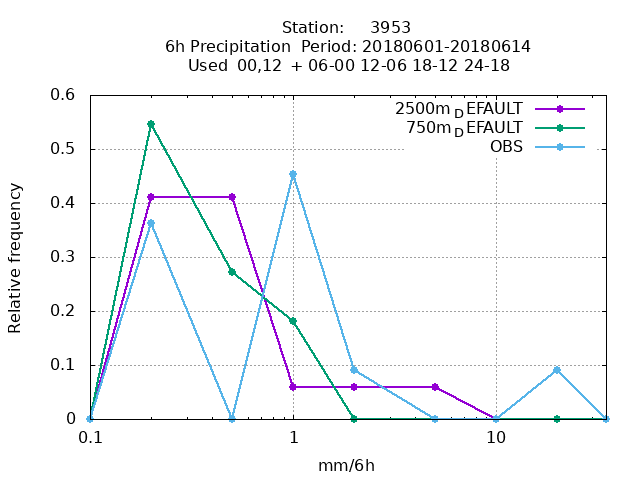 Station: 3953
6h Precipitation Period: 20180601-20180614
Used 00,12 + 06-00 12-06 18-12 24-18
0.6
2500m_DEFAULT
750m_DEFAULT
OBS
0.5
0.4
0.3
0.2
0.1
0
Relative frequency
0.1 1 10
mm/6h